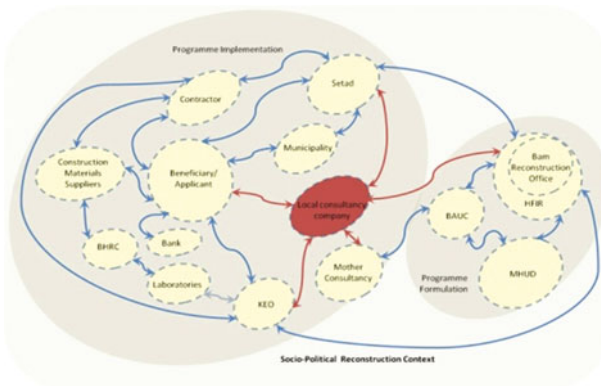 Programme Implementation
Setad
Contractor
Municipality
Construction
Materials
Suppliers
Beneficiary/
Applicant
Local consultancy
company
Bam
Reconstruction
Office
HFIR
BAUC
BHRC
Bank
Mother
Consultancy
MHUD
Laboratories
KEO
Programme
Formulation
Socio-Political Reconstruction Context